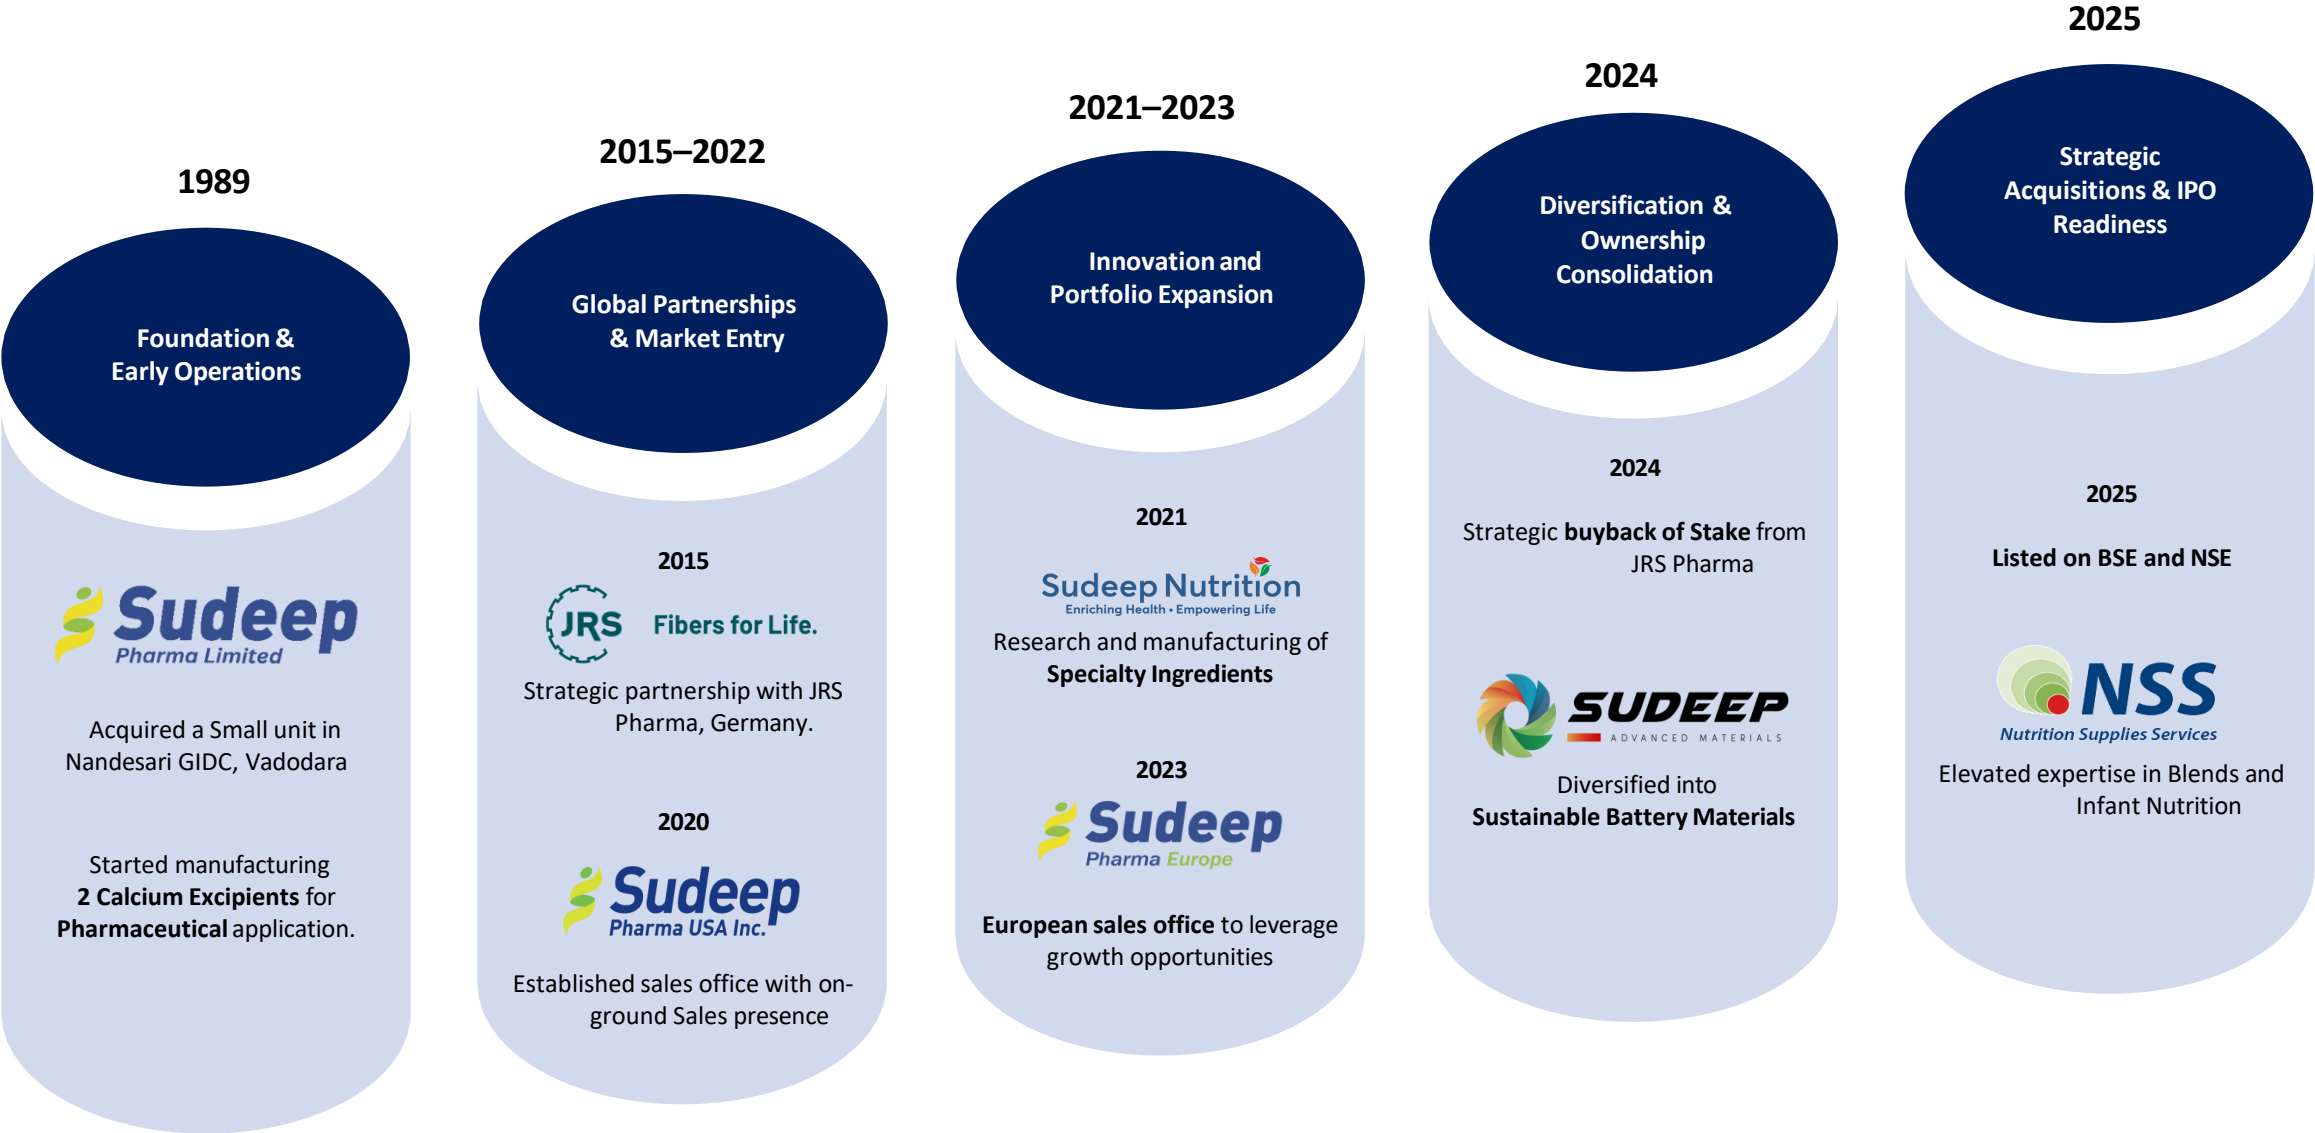 1989
Foundation &
Early Operations
Sudeep
Pharma Limited
Acquired a Small unit in
Nandesari GIDC, Vadodara
Started manufacturing
2 Calcium Excipients for
Pharmaceutical application.
2015–2022
Global Partnerships
& Market Entry
2015
JRS Fibers for Life.
Strategic partnership with JRS
Pharma, Germany.
2020
Sudeep
Pharma USA Inc.
Established sales office with on-
ground Sales presence
2021–2023
Innovation and
Portfolio Expansion
2021
Sudeep Nutrition
Enriching Health • Empowering Life
Research and manufacturing of
Specialty Ingredients
2023
Sudeep
Pharma Europe
European sales office to leverage
growth opportunities
2024
Diversification &
Ownership
Consolidation
2024
Strategic buyback of Stake from
JRS Pharma
SUDEEP
ADVANCED MATERIALS
Diversified into
Sustainable Battery Materials
2025
Strategic
Acquisitions & IPO
Readiness
2025
Listed on BSE and NSE
NSS
Nutrition Supplies Services
Elevated expertise in Blends and
Infant Nutrition